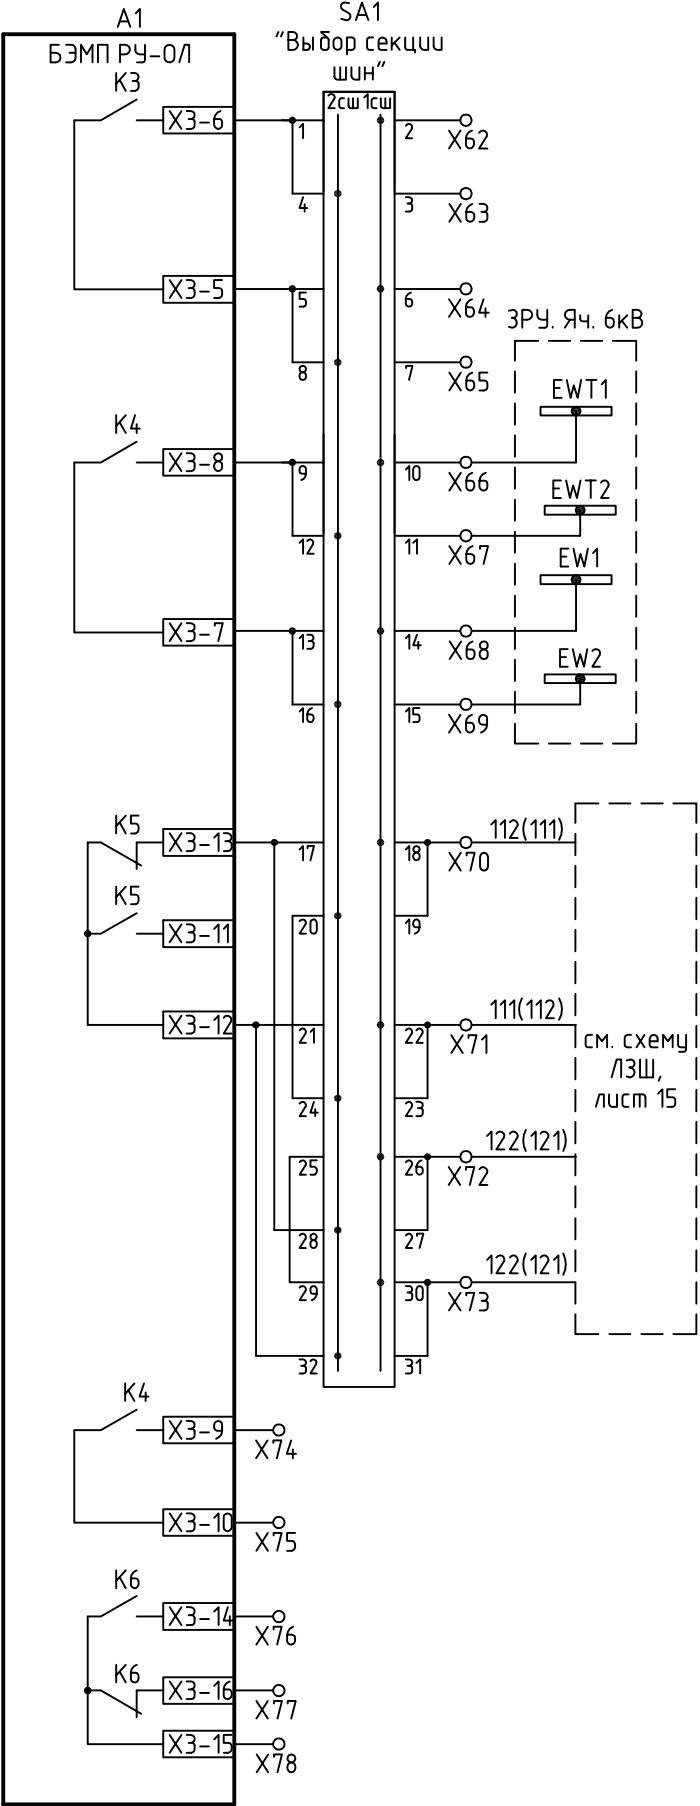 A1
SA1
"Выбор секции
шин"
БЭМП РУ-ОЛ
2сш 1сш
K3
X3-6
1
2
X62
4
3
X63
X3-5
5
6
X64
ЗРУ. Яч. 6кВ
8
7
X65
EWT1
K4
X3-8
9
10
X66
EWT2
12
11
X67
EW1
X3-7
13
14
X68
EW2
16
15
X69
K5
X3-13
17
18
X70
112(111)
K5
X3-11
20
19
X3-12
21
22
X71
111(112)
см. схему
ЛЗШ,
лист 15
24
23
25
26
X72
122(121)
28
27
29
30
X73
122(121)
32
31
K4
X3-9
X74
X3-10
X75
K6
X3-14
X76
K6
X3-16
X77
X3-15
X78